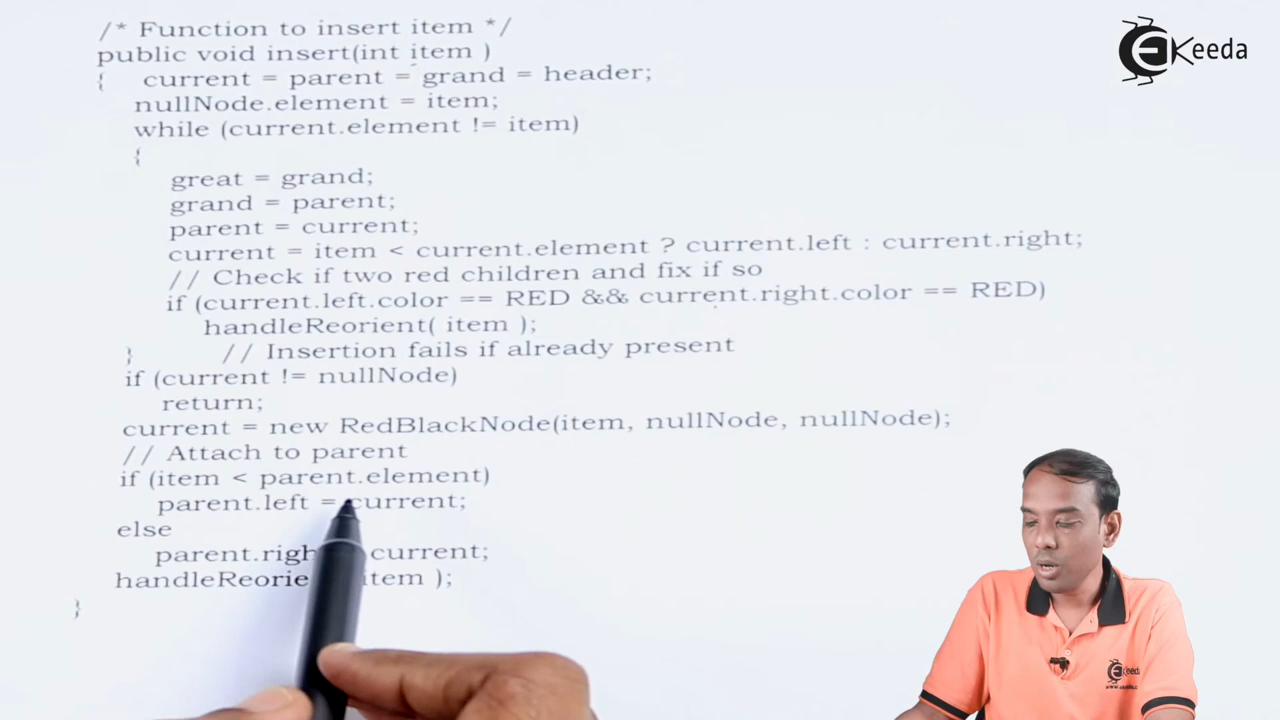 /* Function to insert item */
public void insert(int item )
{ current = parent = grand = header;
nullNode.element = item;
while (current.element != item)
{
great = grand;
grand = parent;
parent = current;
current = item < current.element ? current.left : current.right;
// Check if two red children and fix if so
if (current.left.color == RED && current.right.color == RED)
handleReorient( item );
} // Insertion fails if already present
if (current != nullNode)
return;
current = new RedBlackNode(item, nullNode, nullNode);
// Attach to parent
if (item < parent.element)
parent.left = current;
else
parent.righ current;
handleReorie item );
}
EKeeda
EKeeda